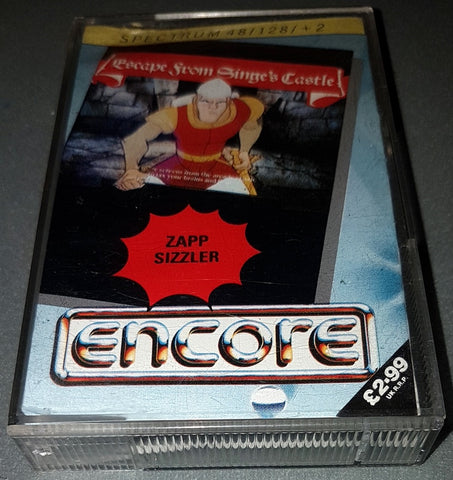 SPECTRUM 48/128/+2
Escape From Singe's Castle
ZAPP
SIZZLER
encore
£2·99
UK R.R.P.